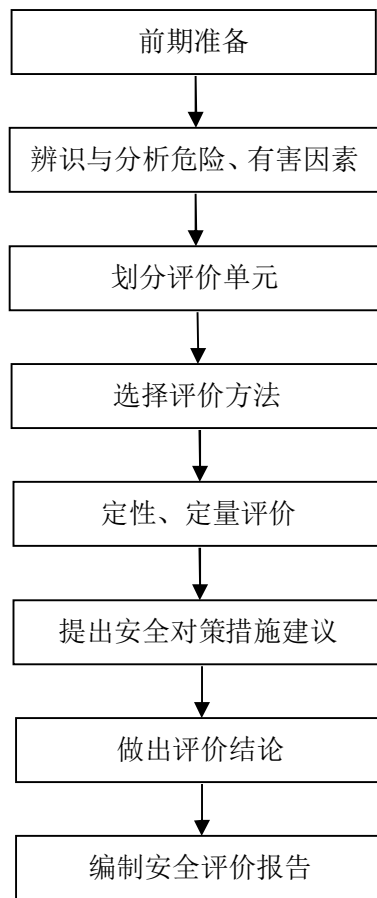 前期准备
辨识与分析危险、有害因素
划分评价单元
选择评价方法
定性、定量评价
提出安全对策措施建议
做出评价结论
编制安全评价报告